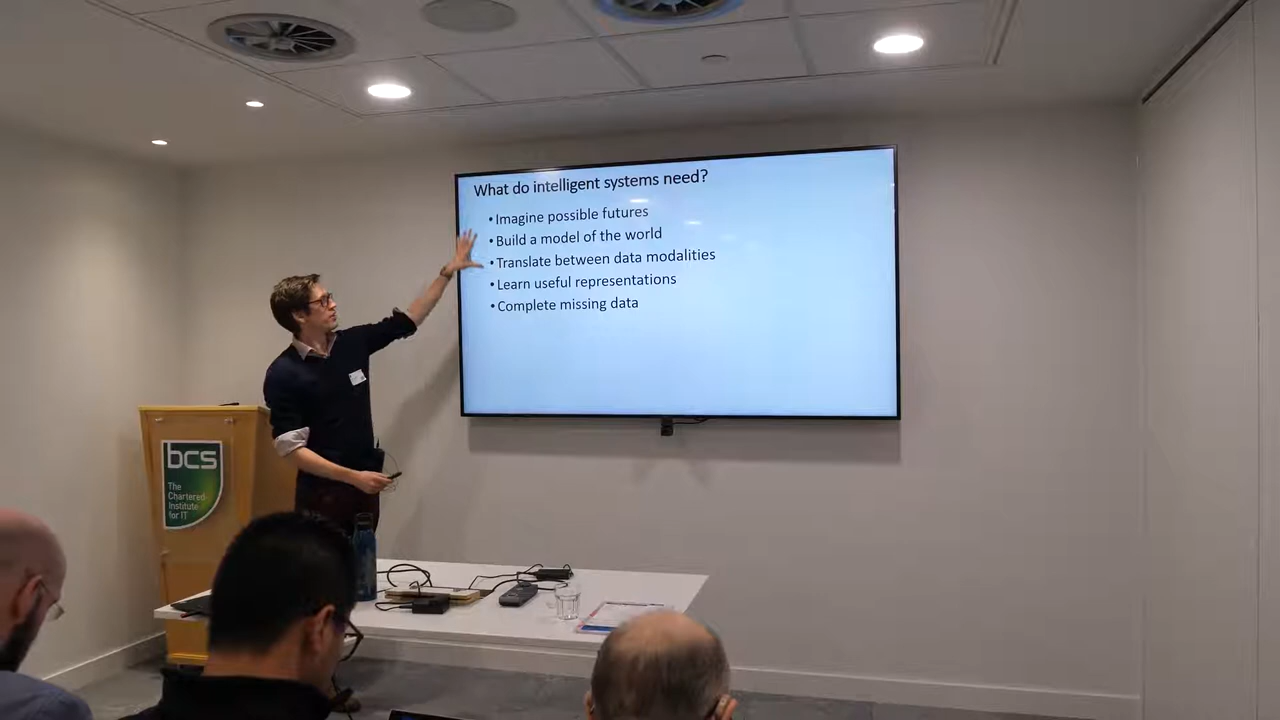 What do intelligent systems need?
• Imagine possible futures
• Build a model of the world
• Translate between data modalities
• Learn useful representations
• Complete missing data
bcs
The
Chartered
Institute
for IT